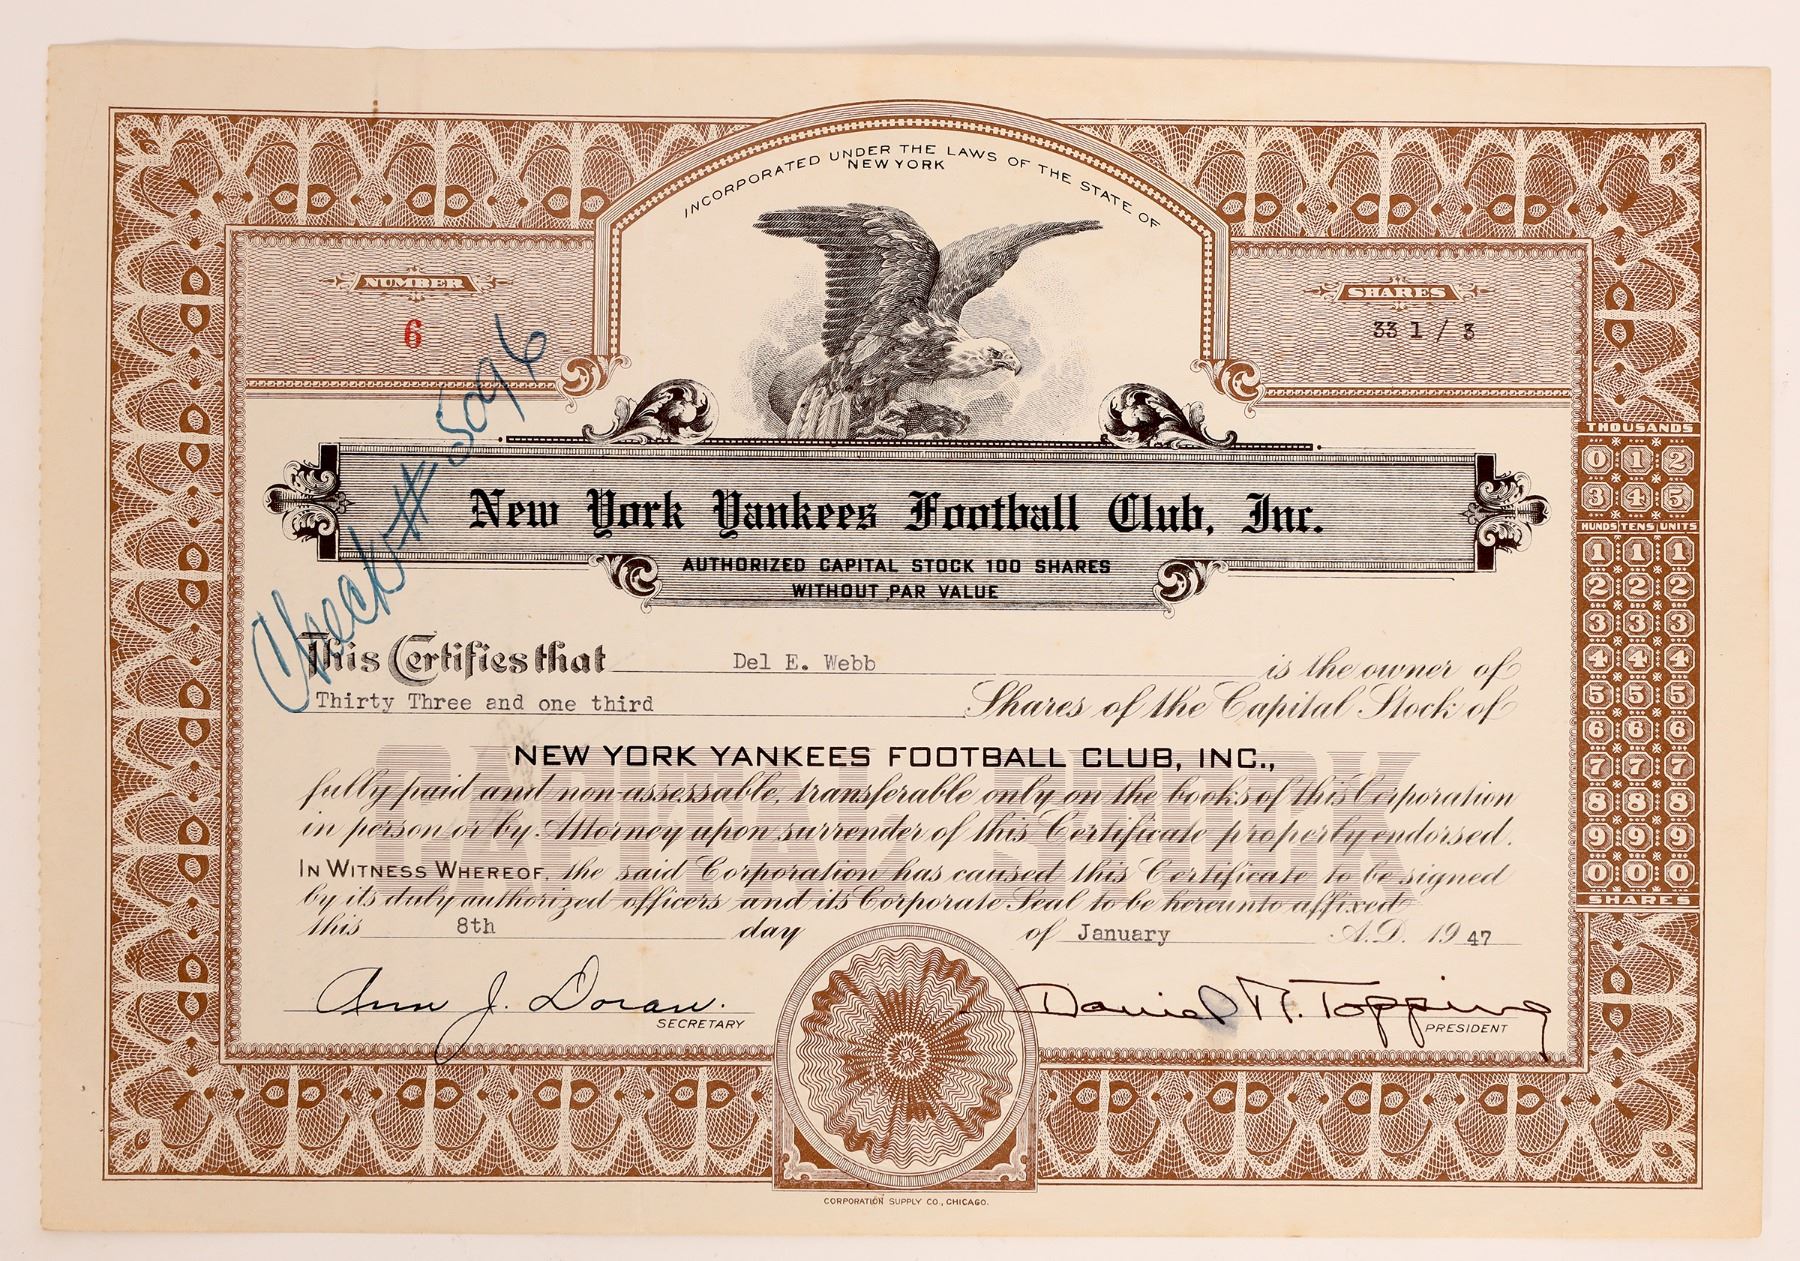 INCORPORATED UNDER THE LAWS OF THE STATE OF
NEW YORK
NUMBER
6
SHARES
33 1 / 3
Check # 5096
New York Yankees Football Club, Inc.
AUTHORIZED CAPITAL STOCK 100 SHARES
WITHOUT PAR VALUE
This Certifies that Del E. Webb is the owner of
Thirty Three and one third Shares of the Capital Stock of
NEW YORK YANKEES FOOTBALL CLUB, INC.,
CAPITAL STOCK
fully paid and non-assessable, transferable only on the books of this Corporation
in person or by Attorney upon surrender of this Certificate properly endorsed.
IN WITNESS WHEREOF, the said Corporation has caused this Certificate to be signed
by its duly authorized officers and its Corporate Seal to be hereunto affixed
this 8th day of January A.D. 19 47
Ann J. Doran.
SECRETARY
Daniel R. Topping
PRESIDENT
THOUSANDS
0 1 2
3 4 5
HUNDS TENS UNITS
1 1 1
2 2 2
3 3 3
4 4 4
5 5 5
6 6 6
7 7 7
8 8 8
9 9 9
0 0 0
SHARES
CORPORATION SUPPLY CO., CHICAGO.